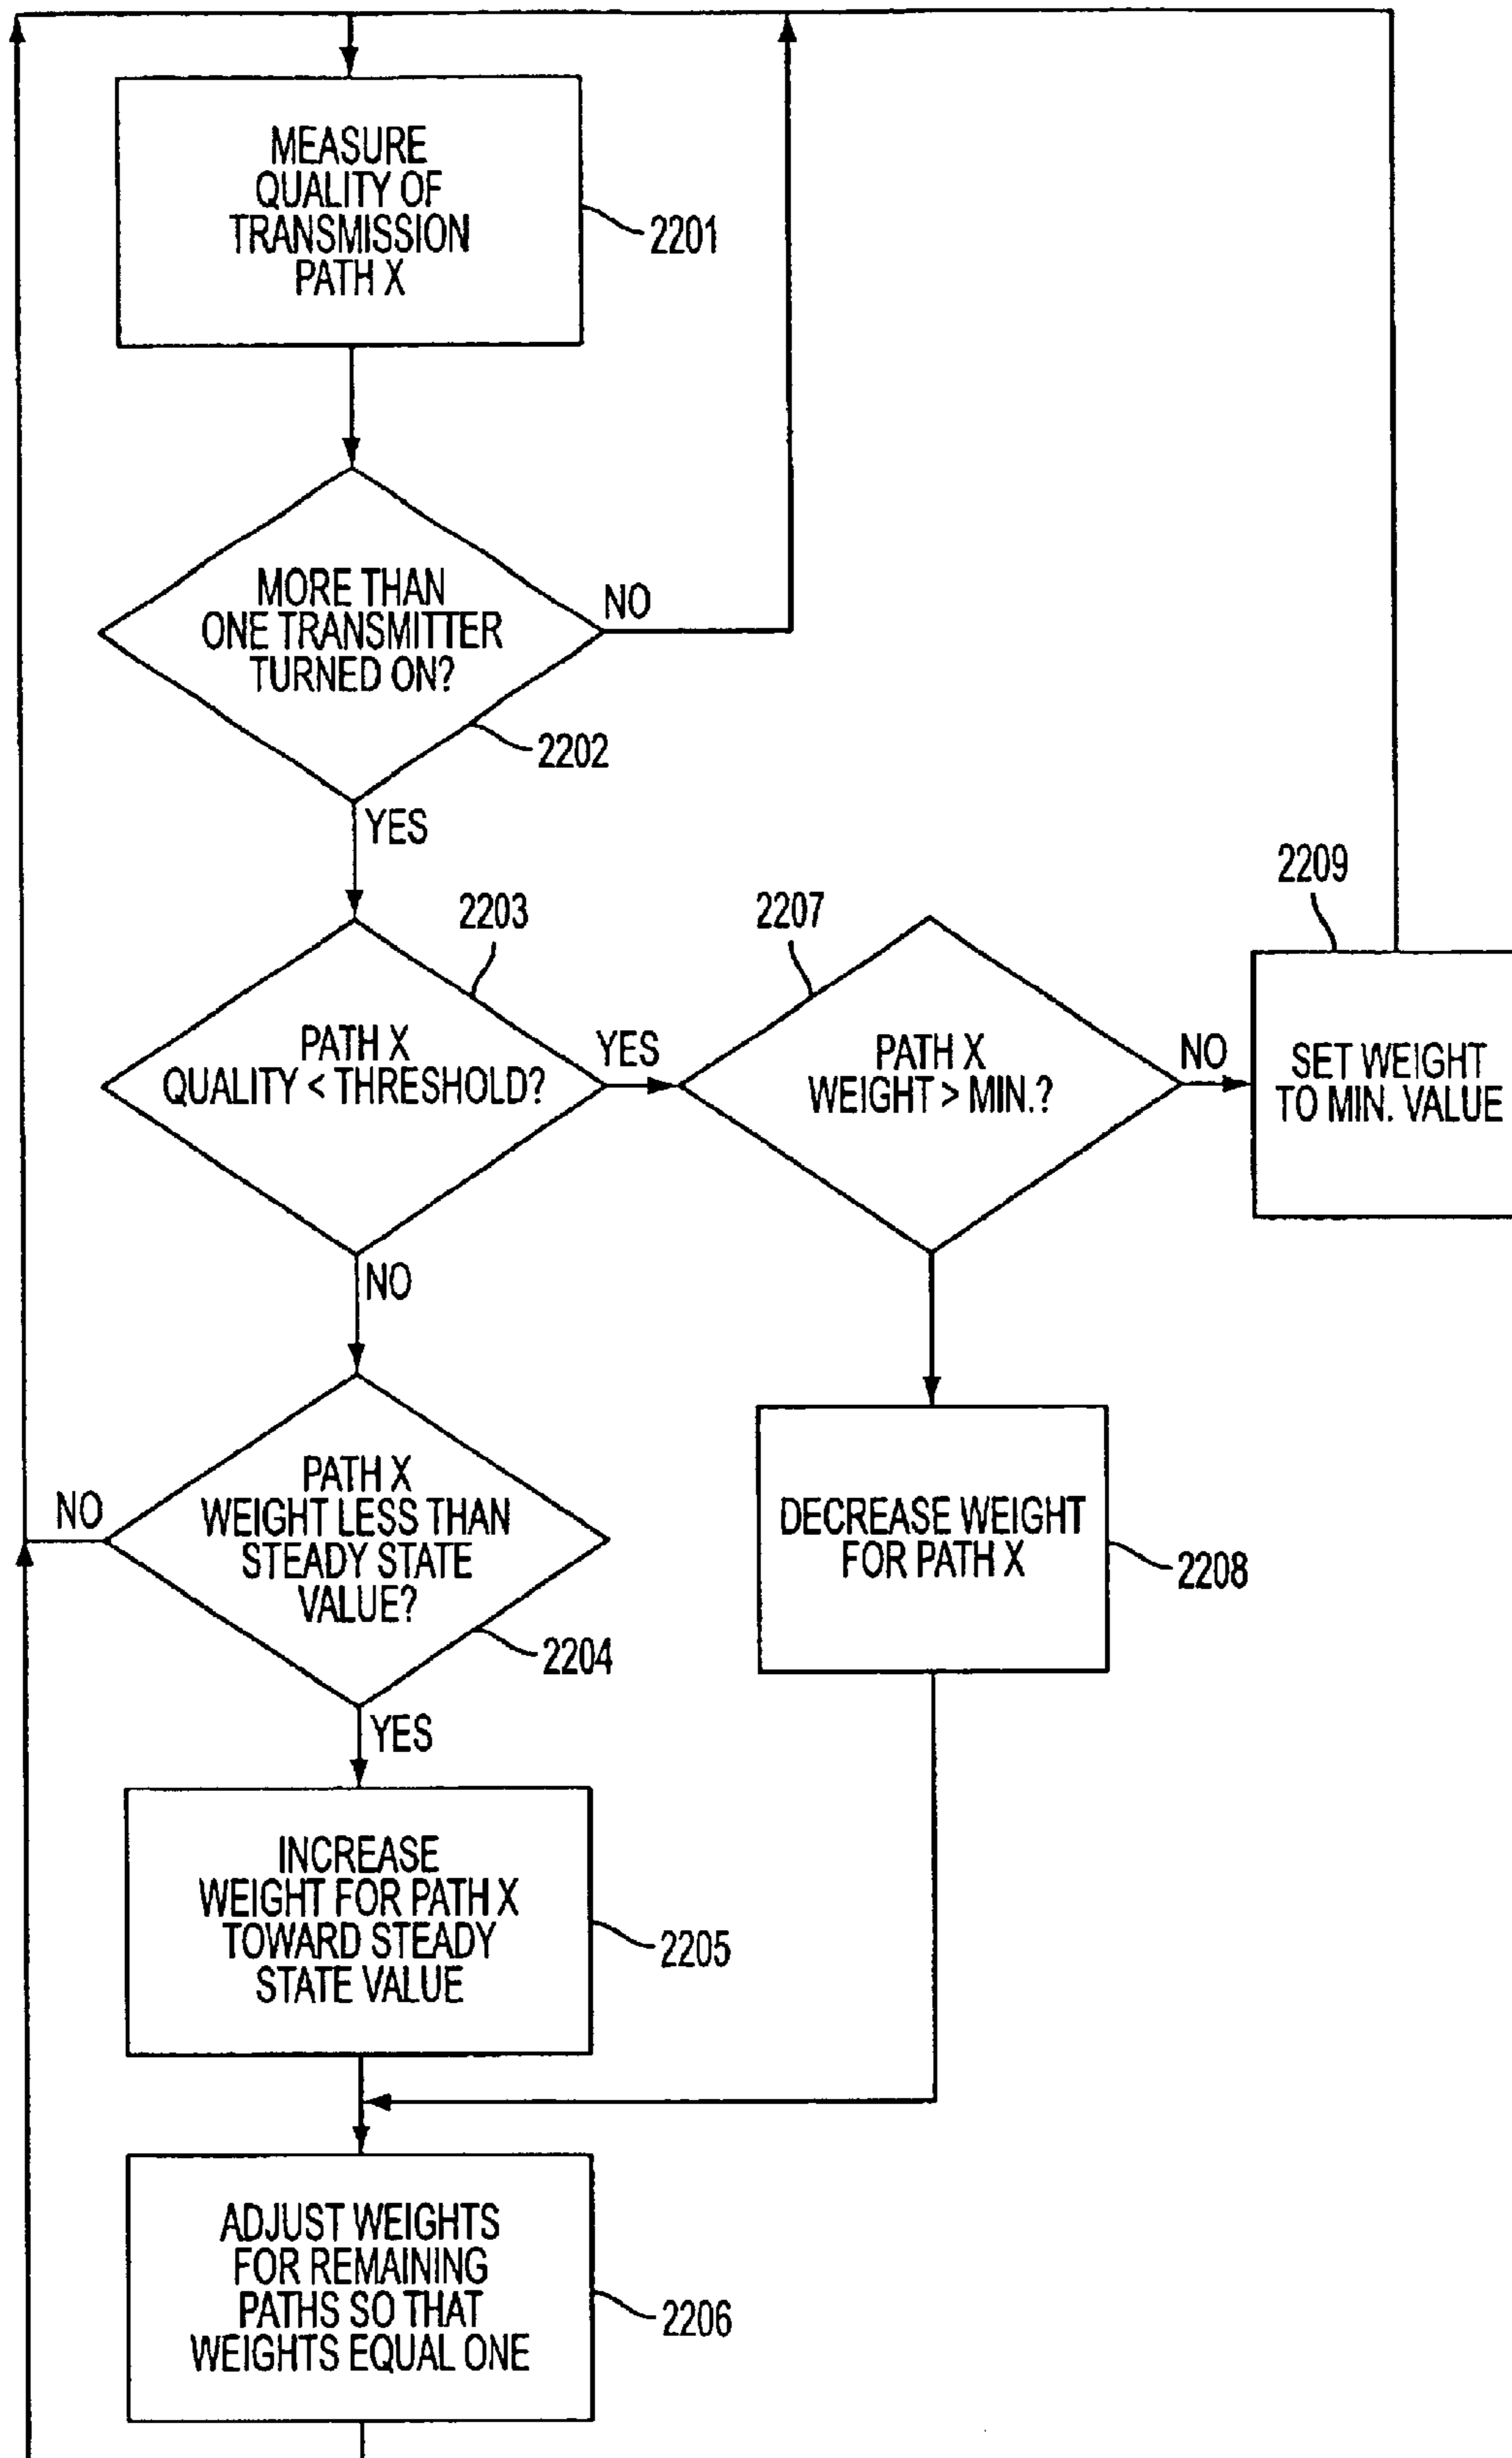 MEASURE
QUALITY OF
TRANSMISSION
PATH X
2201
MORE THAN
ONE TRANSMITTER
TURNED ON?
NO
2202
YES
2203
PATH X
QUALITY < THRESHOLD?
YES
NO
2207
PATH X
WEIGHT > MIN.?
NO
2209
SET WEIGHT
TO MIN. VALUE
PATH X
WEIGHT LESS THAN
STEADY STATE
VALUE?
NO
2204
YES
DECREASE WEIGHT
FOR PATH X
2208
INCREASE
WEIGHT FOR PATH X
TOWARD STEADY
STATE VALUE
2205
ADJUST WEIGHTS
FOR REMAINING
PATHS SO THAT
WEIGHTS EQUAL ONE
2206